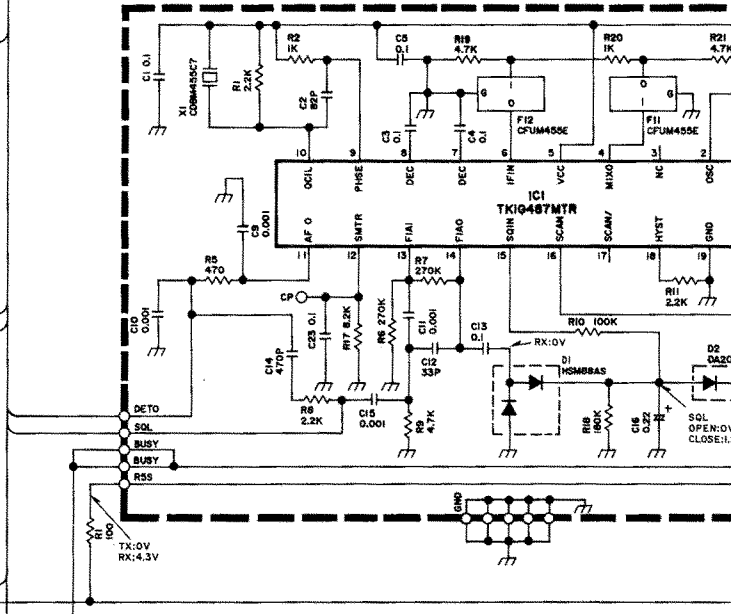 C1 0.1
X1
CDBM455C7
R1
2.2K
R2
1K
C2
82P
C5
0.1
R19
4.7K
R20
1K
R21
4.7K
G
O
I
F12
CFUM455E
O
G
I
F11
CFUM455E
C3
0.1
C4
0.1
10
9
8
7
6
5
4
3
2
QCIL
PHSE
DEC
DEC
IFIN
VCC
MIXO
NC
OSC
IC1
TK10487MTR
AF O
SMTR
FIAI
FIAO
SQIN
SCAN
SCAN/
HYST
GND
11
12
13
14
15
16
17
18
19
C9
0.001
R5
470
R7
270K
R11
2.2K
CP
C10
0.001
C23 0.1
R17 8.2K
R6 270K
C11
0.001
C13
0.1
R10 100K
RX:0V
C14
470P
C12
33P
D1
HSM88AS
D2
DA20
R8
2.2K
C15
0.001
R9
4.7K
R18
180K
C16
0.22
+
SQL
OPEN:0V
CLOSE:1.
DETO
SQL
BUSY
BUSY
R5S
R1
100
TX:0V
RX:4.3V
GND